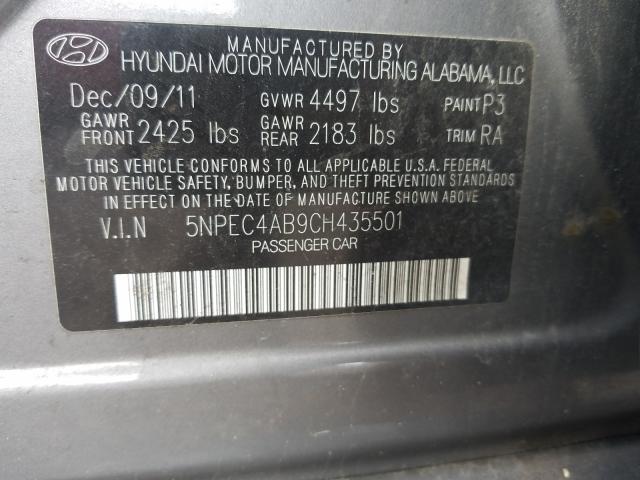 MANUFACTURED BY
HYUNDAI MOTOR MANUFACTURING ALABAMA, LLC
Dec/09/11 GVWR 4497 lbs PAINT P3
GAWR FRONT 2425 lbs GAWR REAR 2183 lbs TRIM RA
THIS VEHICLE CONFORMS TO ALL APPLICABLE U.S.A. FEDERAL
MOTOR VEHICLE SAFETY, BUMPER, AND THEFT PREVENTION STANDARDS
IN EFFECT ON THE DATE OF MANUFACTURE SHOWN ABOVE.
V.I.N 5NPEC4AB9CH435501
PASSENGER CAR